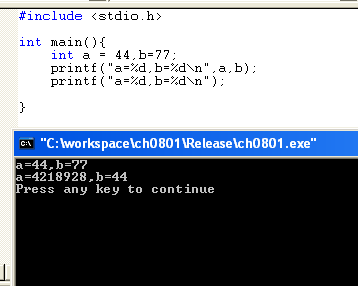 #include <stdio.h>
int main(){
int a = 44,b=77;
printf("a=%d,b=%d\n",a,b);
printf("a=%d,b=%d\n");
}
"C:\workspace\ch0801\Release\ch0801.exe"
a=44,b=77
a=4218928,b=44
Press any key to continue